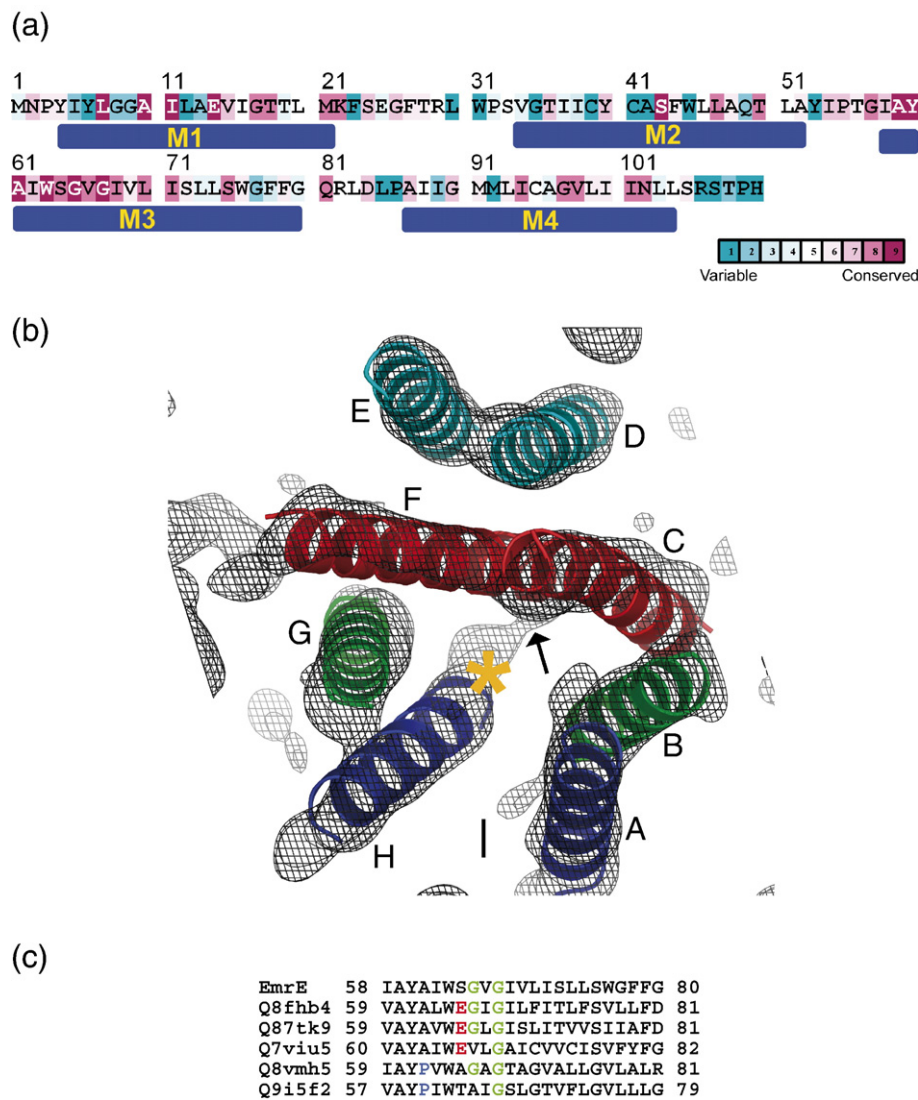 (a)
1 11 21 31 41 51
MNPYIYLGGA ILAEVIGTTL MKFSEGFTRL WPSVGTIICY CASFWLLAQT LAYIPTGIAY
M1 M2
61 71 81 91 101
AIWSGVGIVL ISLLSWGFFG QRLDLPAIIG MMLICAGVLI INLLSRSTPH
M3 M4
1 2 3 4 5 6 7 8 9
Variable Conserved
(b)
E
D
F
C
G
*
B
A
H
(c)
EmrE 58 IAYAIWSGVGIVLISLLSWGFFG 80
Q8fhb4 59 VAYALWEGIGILFITLFSVLLFD 81
Q87tk9 59 VAYAVWEGLGISLITVVSIIAFD 81
Q7viu5 60 VAYAIWEVLGAICVVCISVFYFG 82
Q8vmh5 59 IAYPVWAGAGTAGVALLGVLALR 81
Q9i5f2 57 VAYPIWTAIGSLGTVFLGVLLLG 79